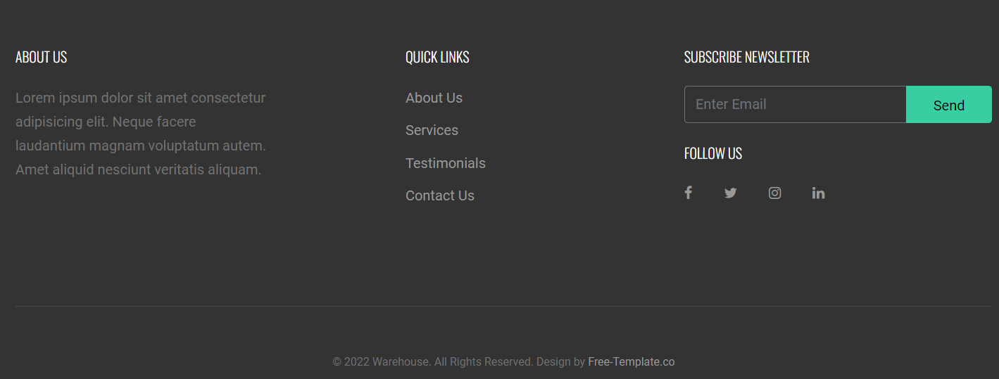 ABOUT US
Lorem ipsum dolor sit amet consectetur
adipisicing elit. Neque facere
laudantium magnam voluptatum autem.
Amet aliquid nesciunt veritatis aliquam.
QUICK LINKS
About Us
Services
Testimonials
Contact Us
SUBSCRIBE NEWSLETTER
Enter Email
Send
FOLLOW US
© 2022 Warehouse. All Rights Reserved. Design by Free-Template.co